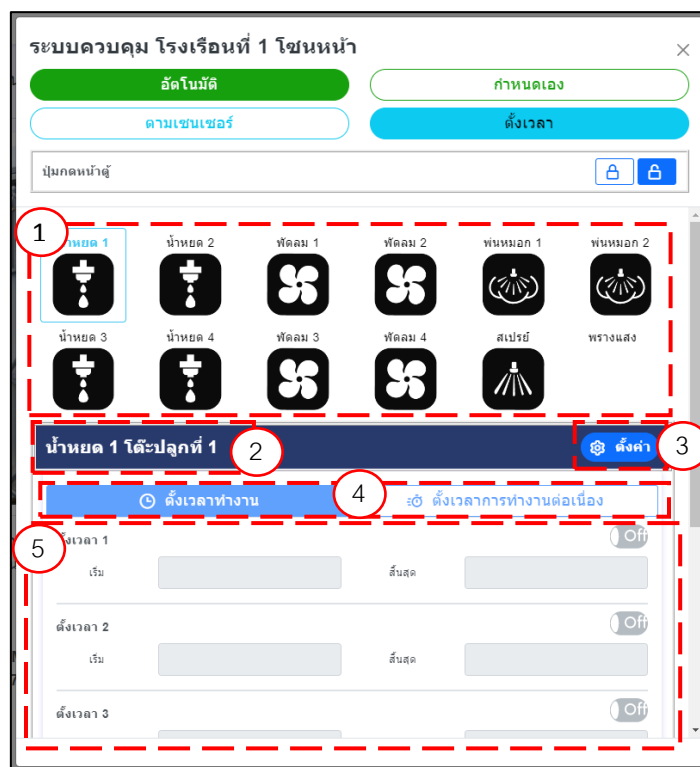 ระบบควบคุม โรงเรือนที่ 1 โซนหน้า
อัตโนมัติ กำหนดเอง
ตามเซนเซอร์ ตั้งเวลา
ปุ่มกดหน้าตู้
1
น้ำหยด 1 น้ำหยด 2 พัดลม 1 พัดลม 2 พ่นหมอก 1 พ่นหมอก 2
น้ำหยด 3 น้ำหยด 4 พัดลม 3 พัดลม 4 สเปรย์ พรางแสง
น้ำหยด 1 โต๊ะปลูกที่ 1 2 ตั้งค่า 3
ตั้งเวลาทำงาน 4 ตั้งเวลาการทำงานต่อเนื่อง
5
ตั้งเวลา 1 Off
เริ่ม สิ้นสุด
ตั้งเวลา 2 Off
เริ่ม สิ้นสุด
ตั้งเวลา 3 Off